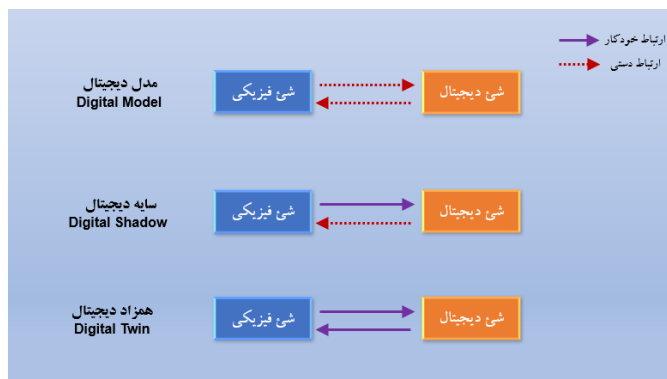 ارتباط خودکار
ارتباط دستی
مدل دیجیتال
Digital Model
شئ فیزیکی
شئ دیجیتال
سایه دیجیتال
Digital Shadow
شئ فیزیکی
شئ دیجیتال
همزاد دیجیتال
Digital Twin
شئ فیزیکی
شئ دیجیتال